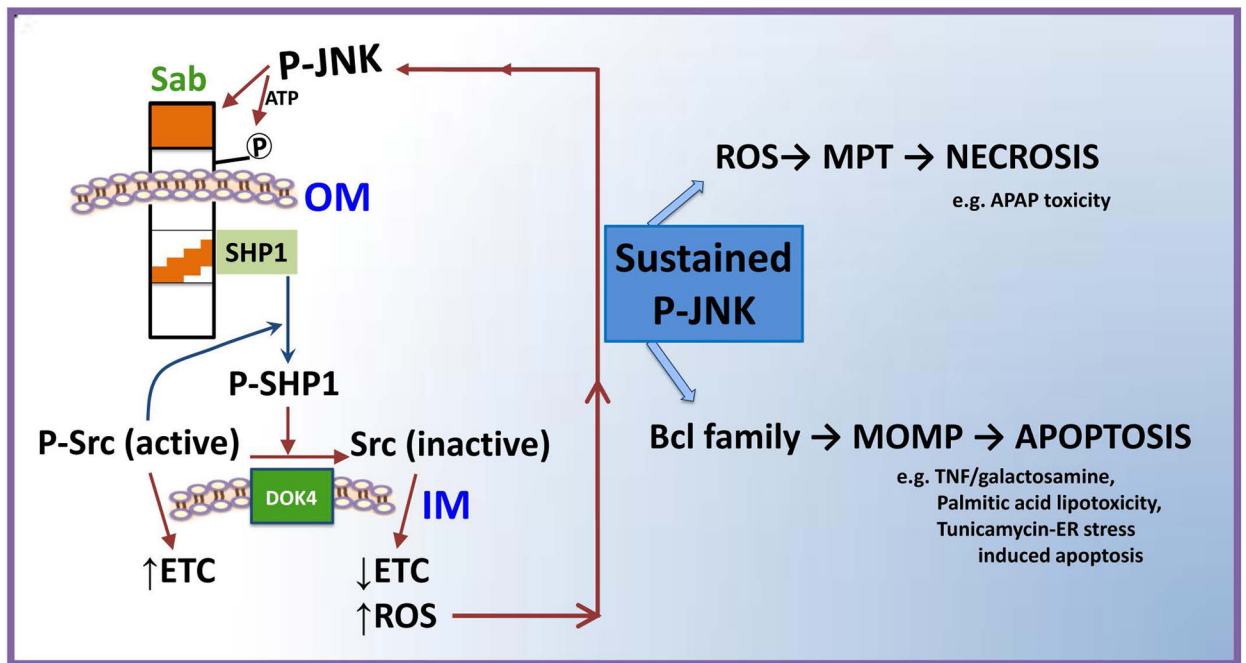 Sab
P-JNK
ATP
P
OM
SHP1
P-SHP1
P-Src (active)
Src (inactive)
DOK4
IM
↑ETC
↓ETC
↑ROS
Sustained
P-JNK
ROS→ MPT → NECROSIS
e.g. APAP toxicity
Bcl family → MOMP → APOPTOSIS
e.g. TNF/galactosamine,
Palmitic acid lipotoxicity,
Tunicamycin-ER stress
induced apoptosis